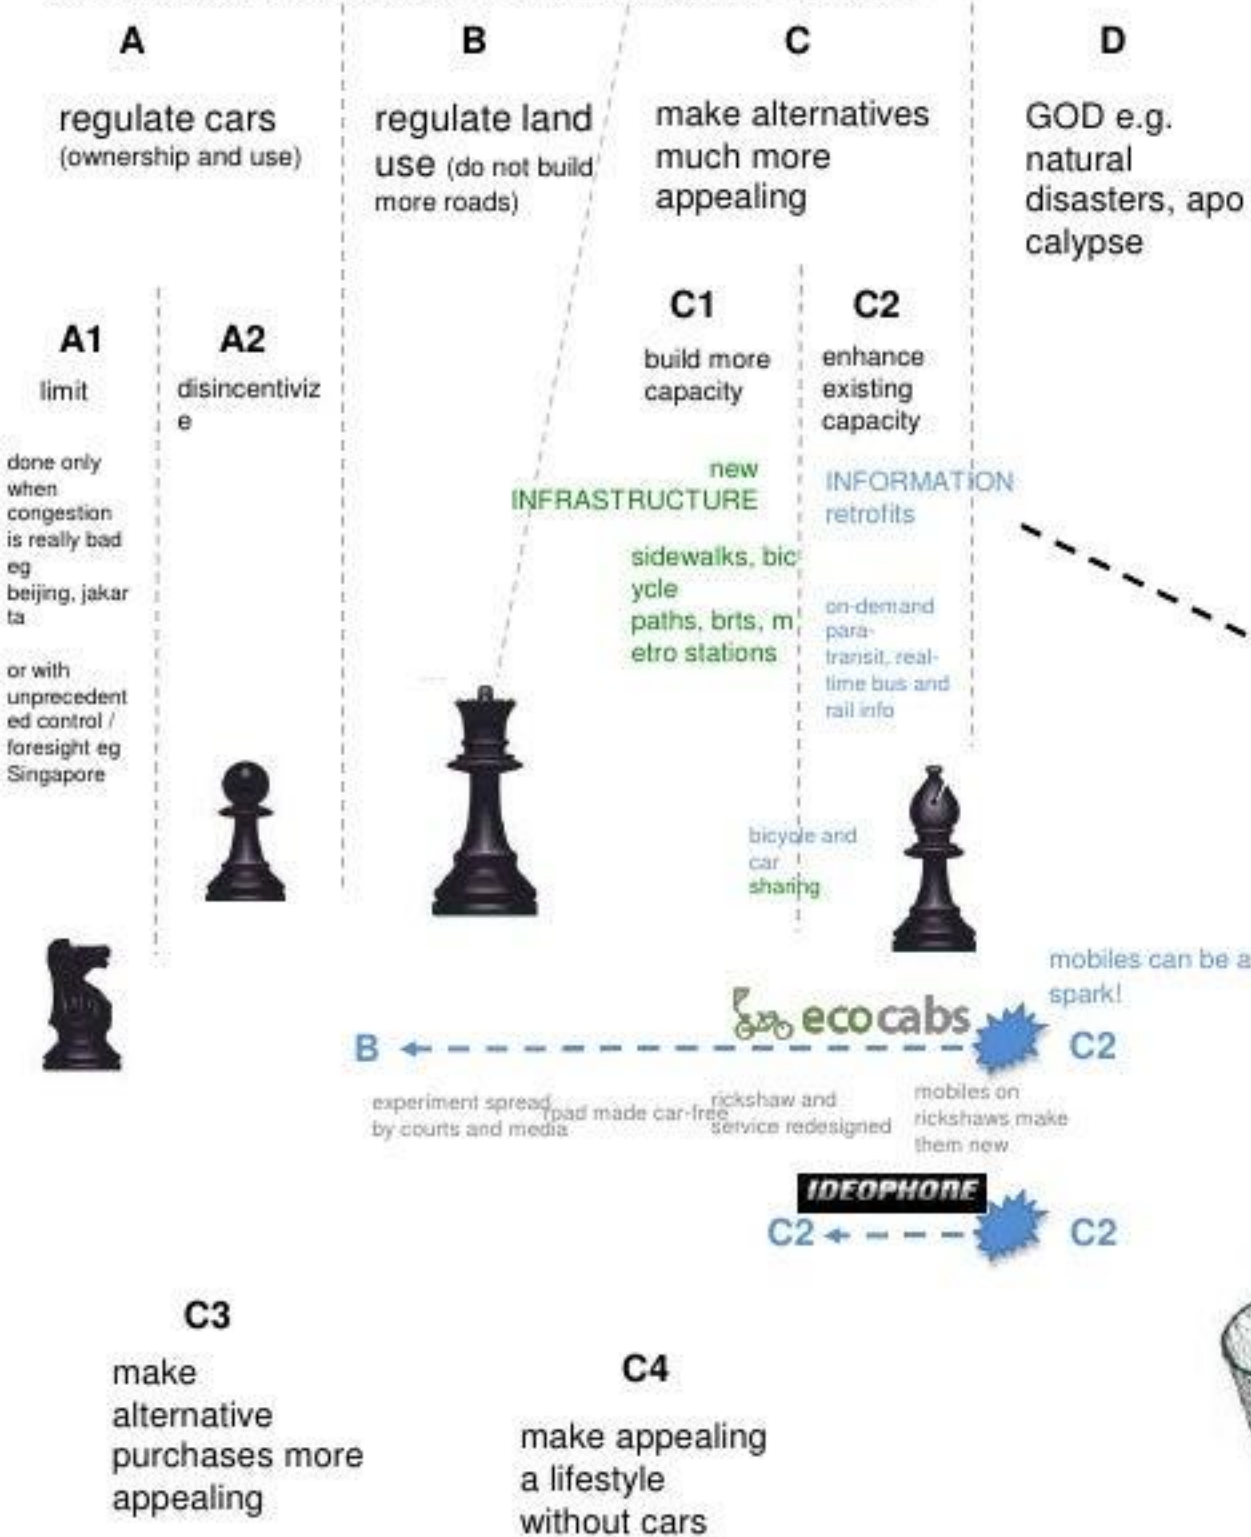 A
regulate cars
(ownership and use)
B
regulate land
use (do not build
more roads)
C
make alternatives
much more
appealing
D
GOD e.g.
natural
disasters, apo
calypse
A1
limit
done only
when
congestion
is really bad
eg
beijing, jakar
ta
or with
unprecedent
ed control /
foresight eg
Singapore
A2
disincentiviz
e
C1
build more
capacity
new
INFRASTRUCTURE
sidewalks, bic
ycle
paths, brts, m
etro stations
C2
enhance
existing
capacity
INFORMATION
retrofits
on-demand
para-
transit, real-
time bus and
rail info
bicycle and
car
sharing
mobiles can be a
spark!
ecocabs
B
C2
experiment spread
by courts and media
road made car-free
rickshaw and
service redesigned
mobiles on
rickshaws make
them new
IDEOPHONE
C2
C2
C3
make
alternative
purchases more
appealing
C4
make appealing
a lifestyle
without cars